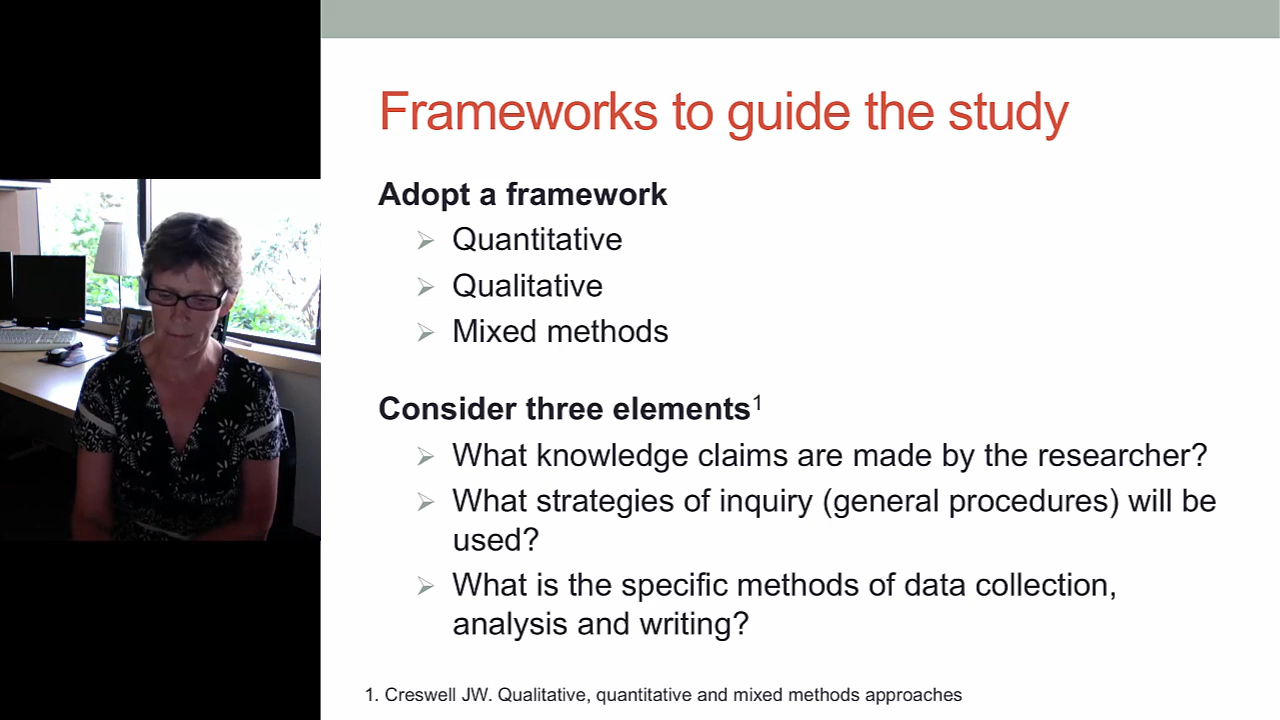 Frameworks to guide the study
Adopt a framework
➢ Quantitative
➢ Qualitative
➢ Mixed methods
Consider three elements¹
➢ What knowledge claims are made by the researcher?
➢ What strategies of inquiry (general procedures) will be
used?
➢ What is the specific methods of data collection,
analysis and writing?
1. Creswell JW. Qualitative, quantitative and mixed methods approaches